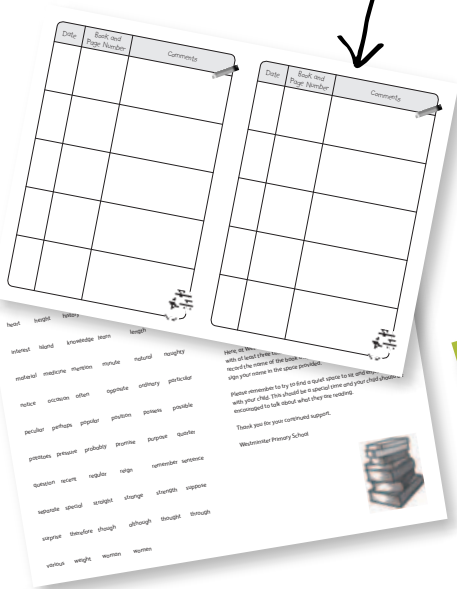 Date Book and Page Number Comments
Date Book and Page Number Comments
heart height history
interest island knowledge learn length
material medicine mention minute natural naughty
notice occasion often opposite ordinary particular
peculiar perhaps popular position possess possible
potatoes pressure probably promise purpose quarter
question recent regular reign remember sentence
separate special straight strange strength suppose
surprise therefore though although thought through
various weight woman women
with at least three
record the name of the book
sign your name in the space provided.
Please remember to try to find a quiet space to sit and
with your child. This should be a special time and your child should
encouraged to talk about what they are reading.
Thank you for your continued support.
Westminster Primary School